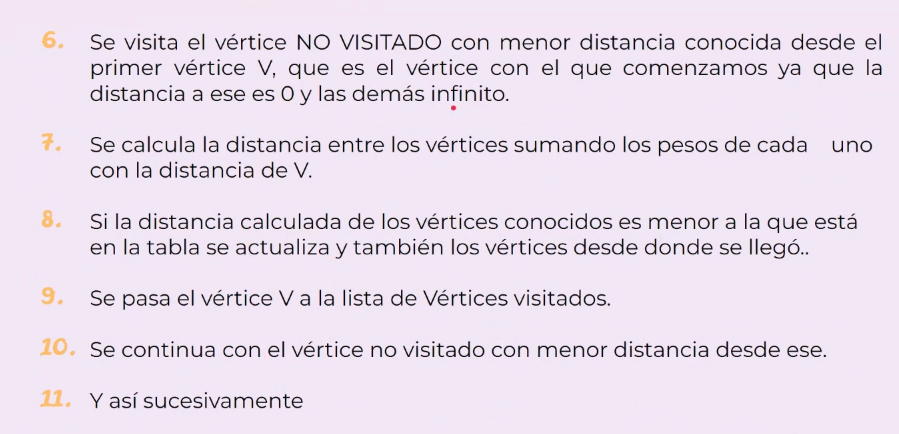 6. Se visita el vértice NO VISITADO con menor distancia conocida desde el
primer vértice V, que es el vértice con el que comenzamos ya que la
distancia a ese es 0 y las demás infinito.
7. Se calcula la distancia entre los vértices sumando los pesos de cada uno
con la distancia de V.
8. Si la distancia calculada de los vértices conocidos es menor a la que está
en la tabla se actualiza y también los vértices desde donde se llegó..
9. Se pasa el vértice V a la lista de Vértices visitados.
10. Se continua con el vértice no visitado con menor distancia desde ese.
11. Y así sucesivamente